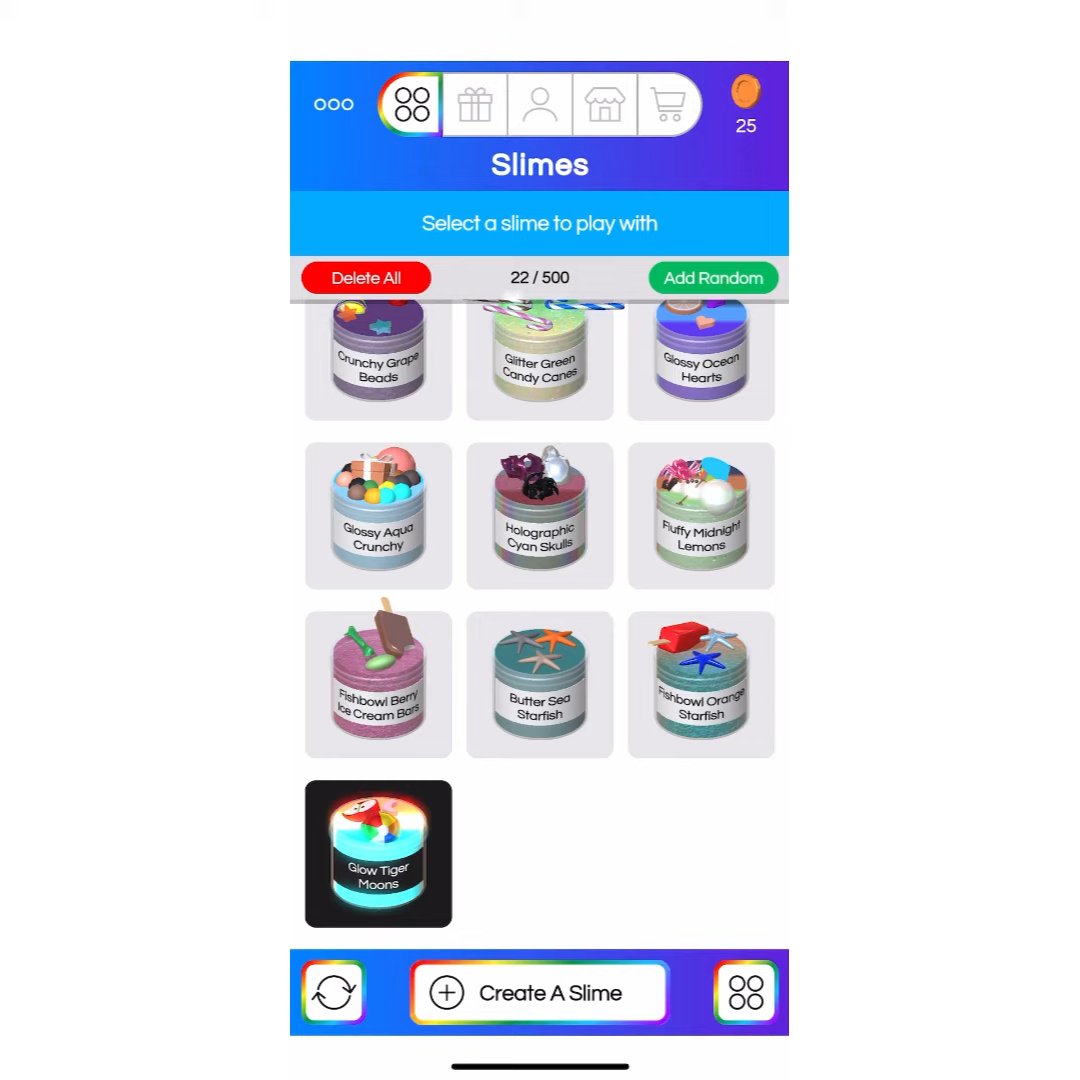 25
Slimes
Select a slime to play with
Delete All
22 / 500
Add Random
Crunchy Grape
Beads
Glitter Green
Candy Canes
Glossy Ocean
Hearts
Glossy Aqua
Crunchy
Holographic
Cyan Skulls
Fluffy Midnight
Lemons
Fishbowl Berry
Ice Cream Bars
Butter Sea
Starfish
Fishbowl Orange
Starfish
Glow Tiger
Moons
Create A Slime